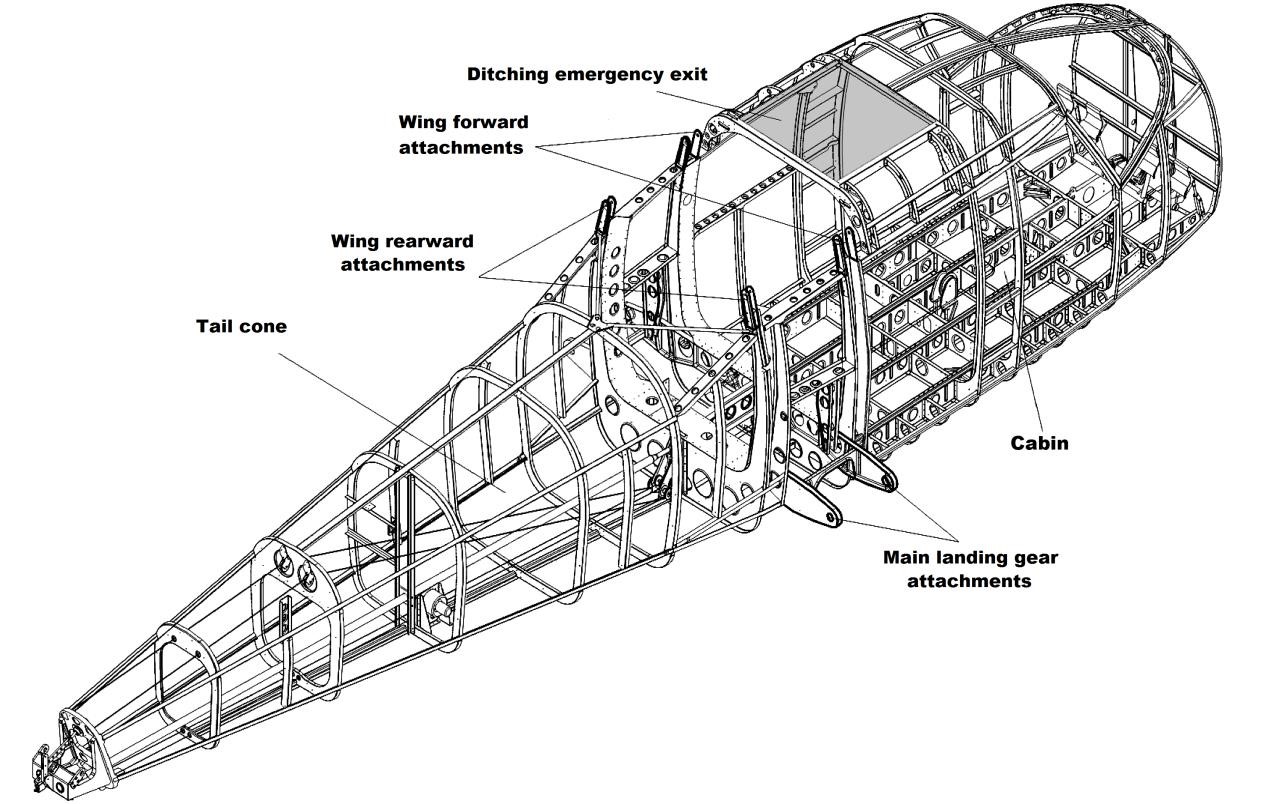 Ditching emergency exit
Wing forward
attachments
Wing rearward
attachments
Tail cone
Cabin
Main landing gear
attachments